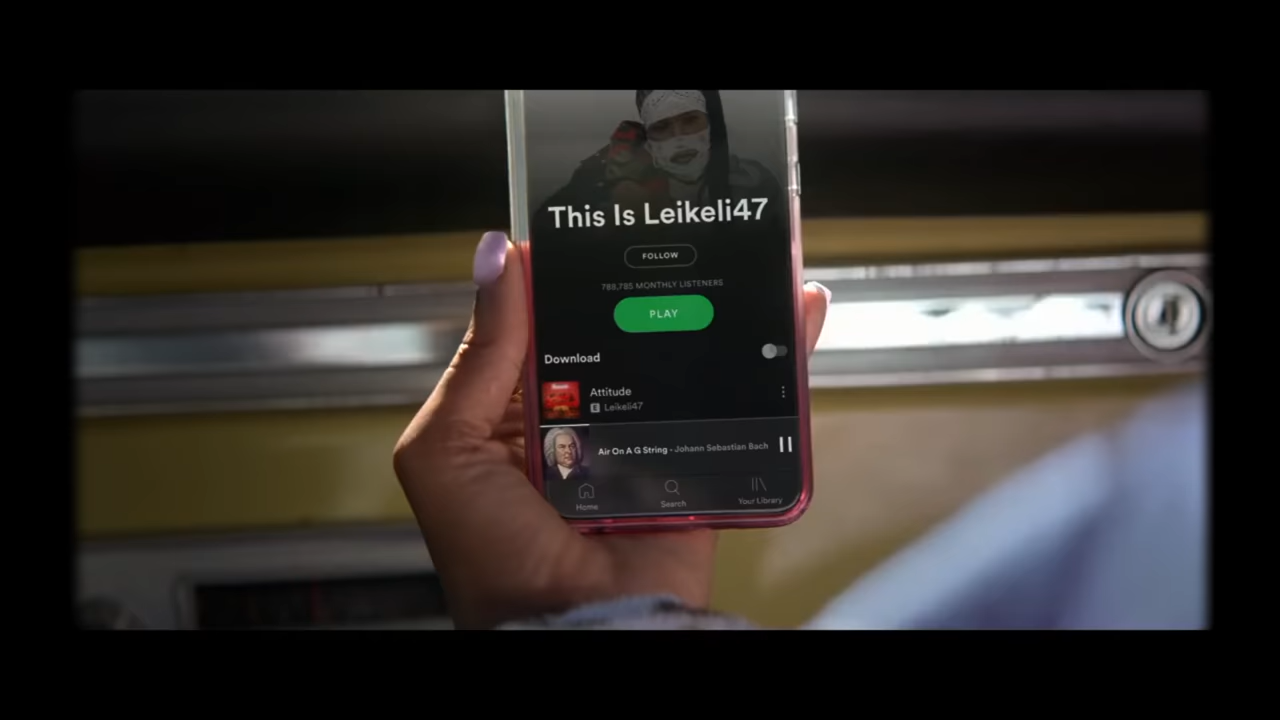 This Is Leikeli47
FOLLOW
789,785 MONTHLY LISTENERS
PLAY
Download
Attitude
E Leikeli47
Air On A G String - Johann Sebastian Bach
Home
Search
Your Library